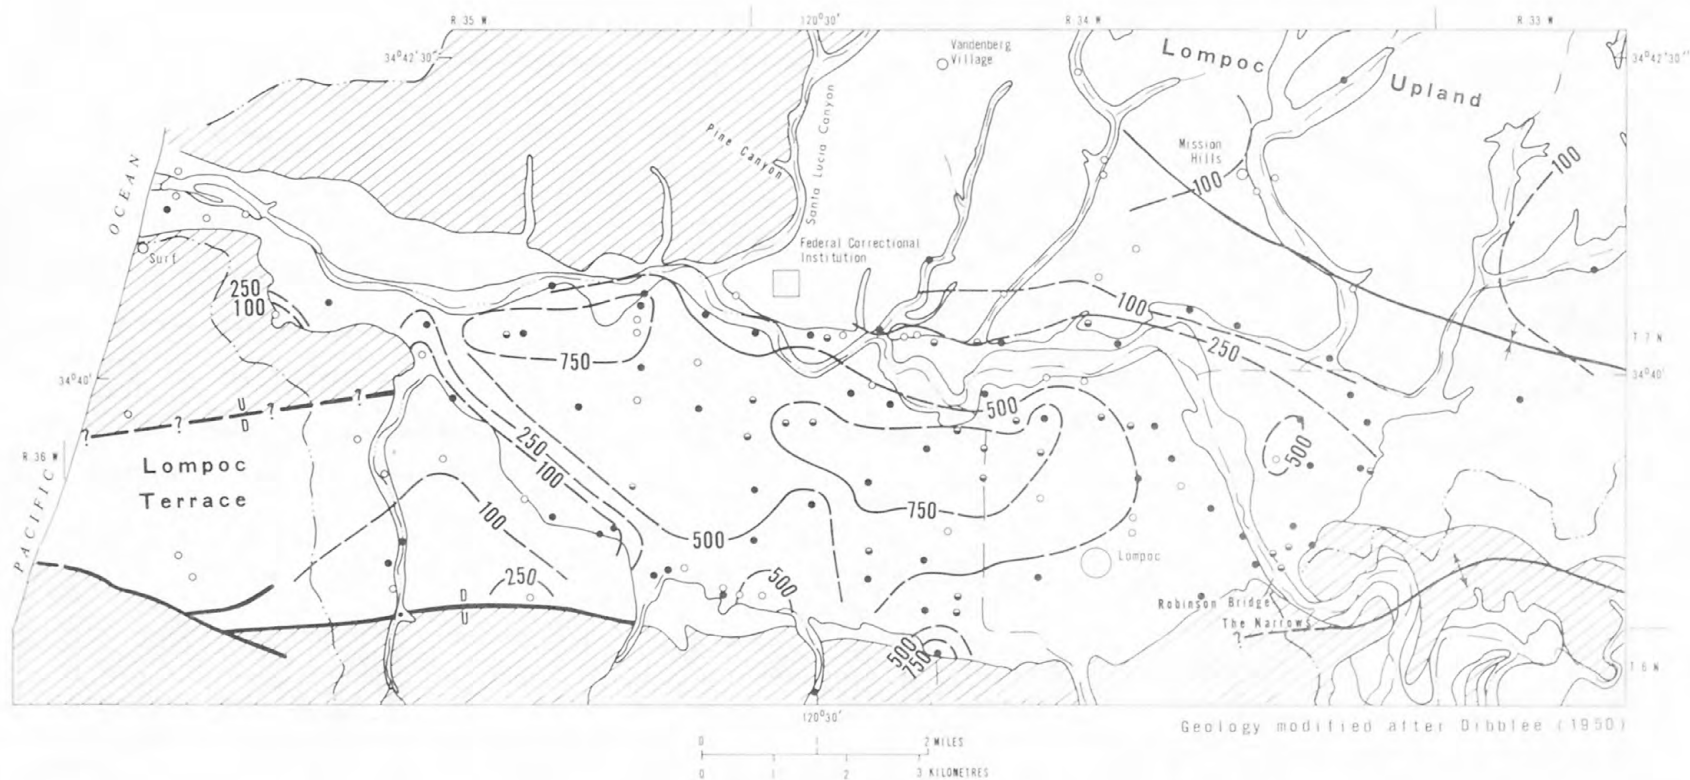 R 35 W
120°30'
R 34 W
R 33 W
34°42'30"
Vandenberg
Village
Lompoc
Upland
34°42'30"
Pine Canyon
Santa Lucia Canyon
Mission
Hills
100
100
PACIFIC OCEAN
Surf
Federal Correctional
Institution
250
100
100
250
750
T 7 N
34°40'
34°40'
500
U
D
?
?
?
?
R 36 W
Lompoc
Terrace
250
100
500
750
100
500
250
500
Lompoc
D
U
Robinson Bridge
The Narrows
?
500
750
T 6 N
120°30'
Geology modified after Dibblee (1950)
0 1 2 MILES
0 1 2 3 KILOMETRES